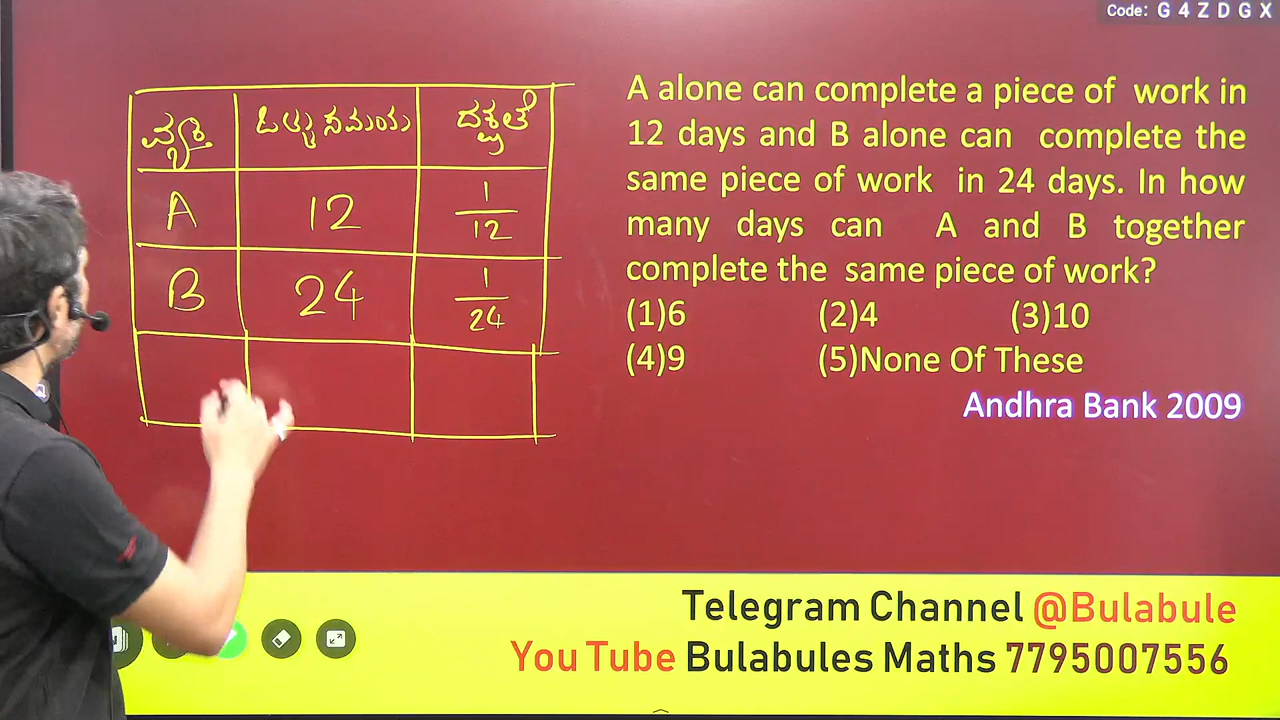 Code: G 4 Z D G X
ಒಟ್ಟು ಸಮಯ ದಕ್ಷತೆ
A 12 1/12
B 24 1/24
A alone can complete a piece of work in
12 days and B alone can complete the
same piece of work in 24 days. In how
many days can A and B together
complete the same piece of work?
(1)6 (2)4 (3)10
(4)9 (5)None Of These
Andhra Bank 2009
Telegram Channel @Bulabule
You Tube Bulabules Maths 7795007556